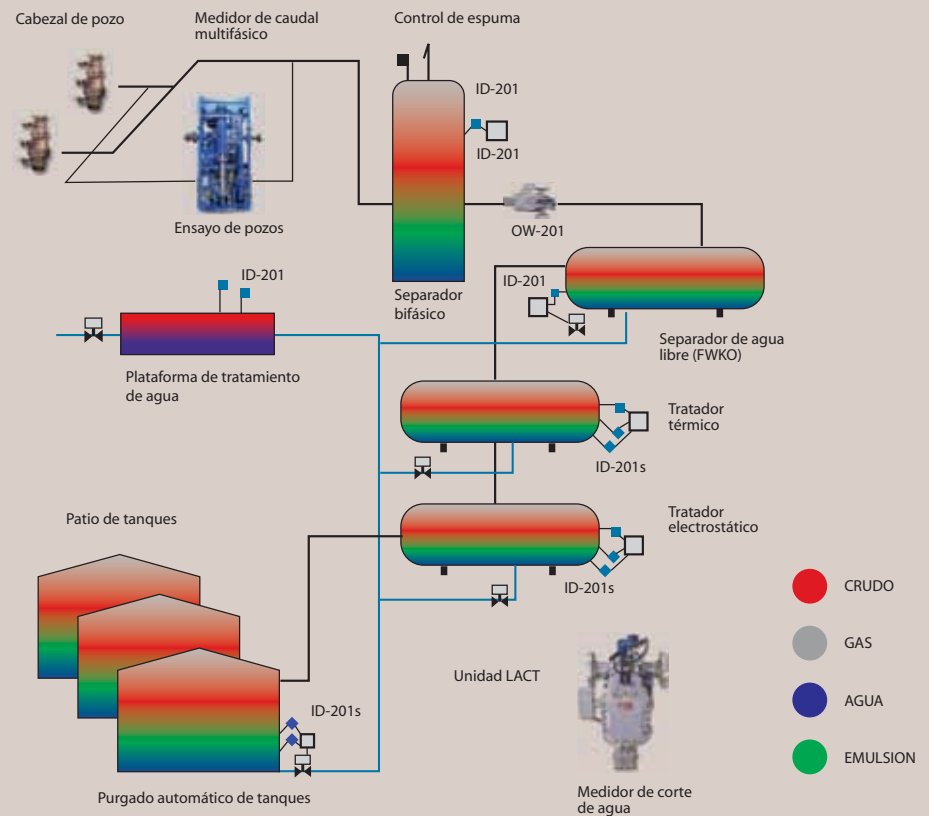 Cabezal de pozo
Medidor de caudal
multifásico
Control de espuma
ID-201
ID-201
Ensayo de pozos
OW-201
Separador
bifásico
ID-201
Separador de agua
libre (FWKO)
ID-201
Plataforma de tratamiento
de agua
Tratador
térmico
ID-201s
Patio de tanques
Tratador
electrostático
ID-201s
CRUDO
GAS
AGUA
EMULSION
Unidad LACT
ID-201s
Purgado automático de tanques
Medidor de corte
de agua